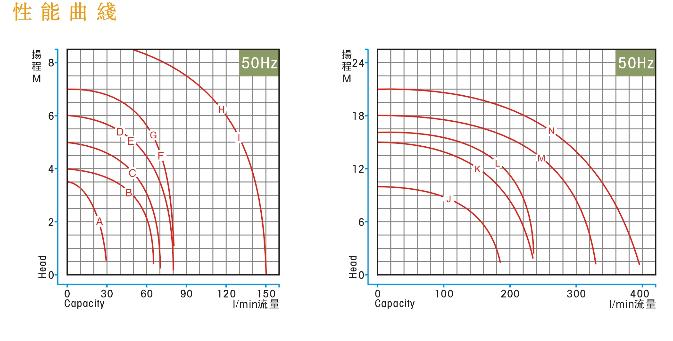 性能曲綫
揚程 M
50Hz
8
6
4
2
0
Head
A
B
C
D
E
F
G
H
I
0 30 60 90 120 150
Capacity l/min流量
揚程 M
50Hz
24
18
12
6
0
Head
J
K
L
M
N
0 100 200 300 400
Capacity l/min流量